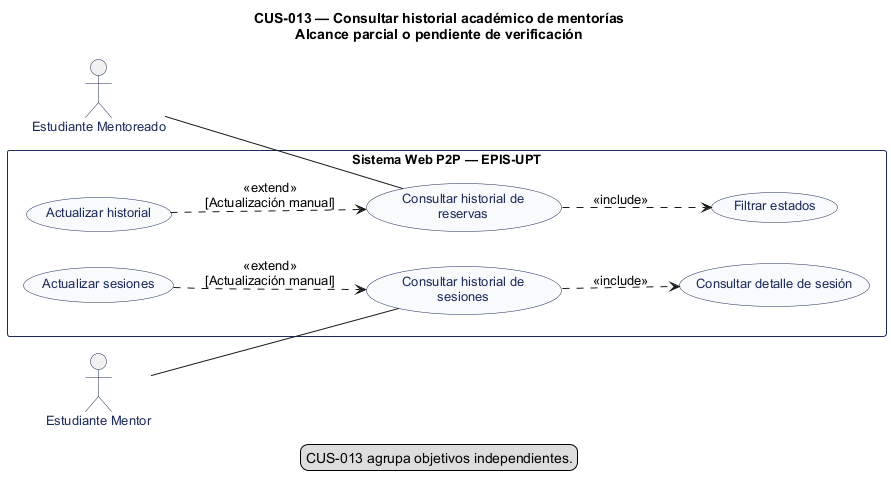 CUS-013 — Consultar historial académico de mentorías
Alcance parcial o pendiente de verificación
Estudiante Mentoreado
Sistema Web P2P — EPIS-UPT
Actualizar historial
«extend»
[Actualización manual]
Consultar historial de
reservas
«include»
Filtrar estados
Actualizar sesiones
«extend»
[Actualización manual]
Consultar historial de
sesiones
«include»
Consultar detalle de sesión
Estudiante Mentor
CUS-013 agrupa objetivos independientes.